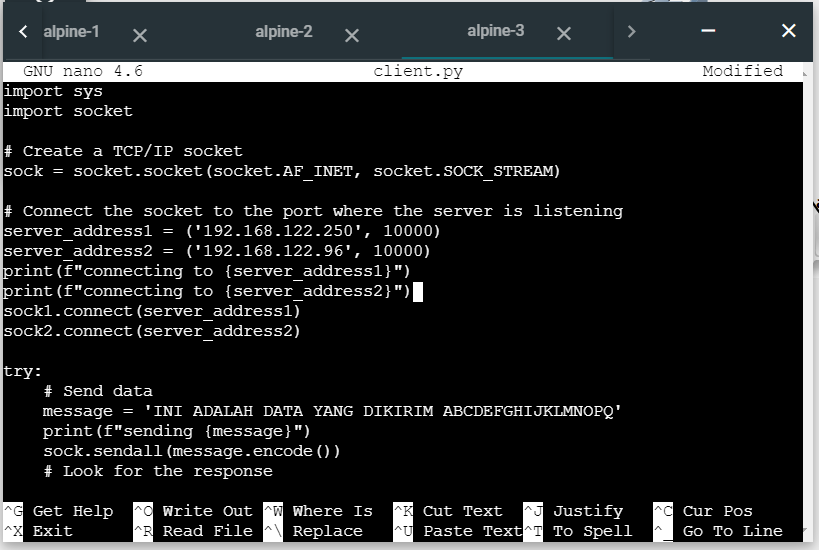 alpine-1 alpine-2 alpine-3
GNU nano 4.6 client.py Modified
import sys
import socket
# Create a TCP/IP socket
sock = socket.socket(socket.AF_INET, socket.SOCK_STREAM)
# Connect the socket to the port where the server is listening
server_address1 = ('192.168.122.250', 10000)
server_address2 = ('192.168.122.96', 10000)
print(f"connecting to {server_address1}")
print(f"connecting to {server_address2}")
sock1.connect(server_address1)
sock2.connect(server_address2)
try:
    # Send data
    message = 'INI ADALAH DATA YANG DIKIRIM ABCDEFGHIJKLMNOPQ'
    print(f"sending {message}")
    sock.sendall(message.encode())
    # Look for the response
^G Get Help ^O Write Out ^W Where Is ^K Cut Text ^J Justify ^C Cur Pos
^X Exit ^R Read File ^\ Replace ^U Paste Text ^T To Spell ^_ Go To Line